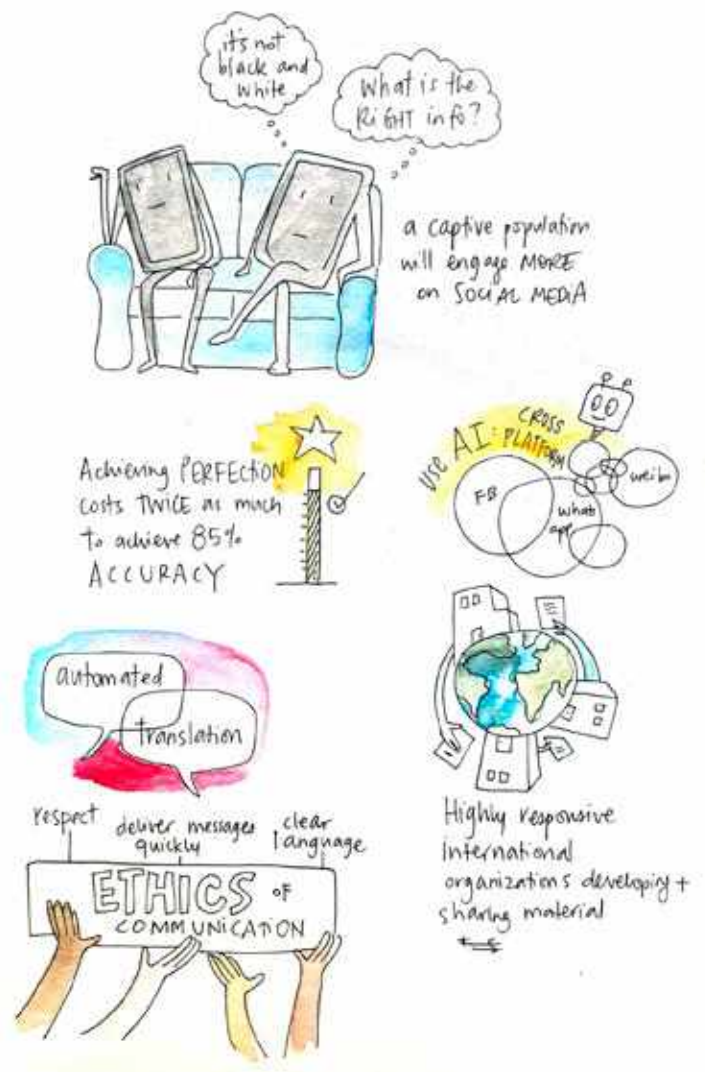 it's not
black and
white
What is the
RiGHT info?
a captive population
will engage MORE
on SOCIAL MEDIA
Achieving PERFECTION
costs TWICE as much
to achieve 85%
ACCURACY
Use AI: CROSS
PLATFORM
FB
whats
app
weibo
automated
translation
respect
deliver messages
quickly
clear
language
ETHICS OF
COMMUNICATION
Highly responsive
international
organizations developing +
sharing material